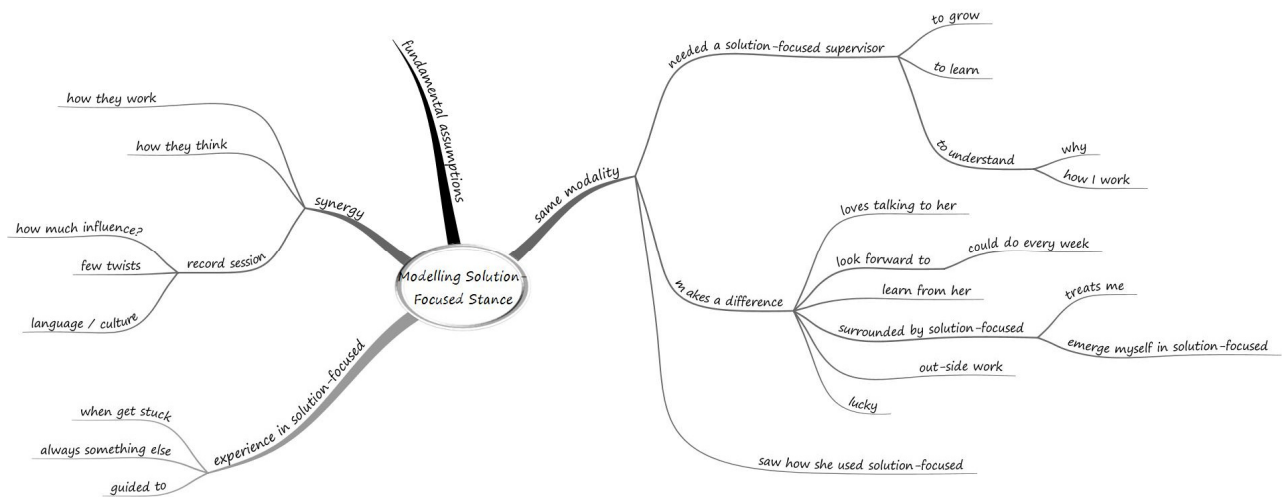 Modelling Solution-
Focused Stance
fundamental assumptions
same modality
needed a solution-focused supervisor
to grow
to learn
to understand
why
how I work
makes a difference
loves talking to her
look forward to
could do every week
learn from her
surrounded by solution-focused
treats me
emerge myself in solution-focused
out-side work
lucky
saw how she used solution-focused
experience in solution-focused
when get stuck
always something else
guided to
synergy
how they work
how they think
record session
how much influence?
few twists
language / culture